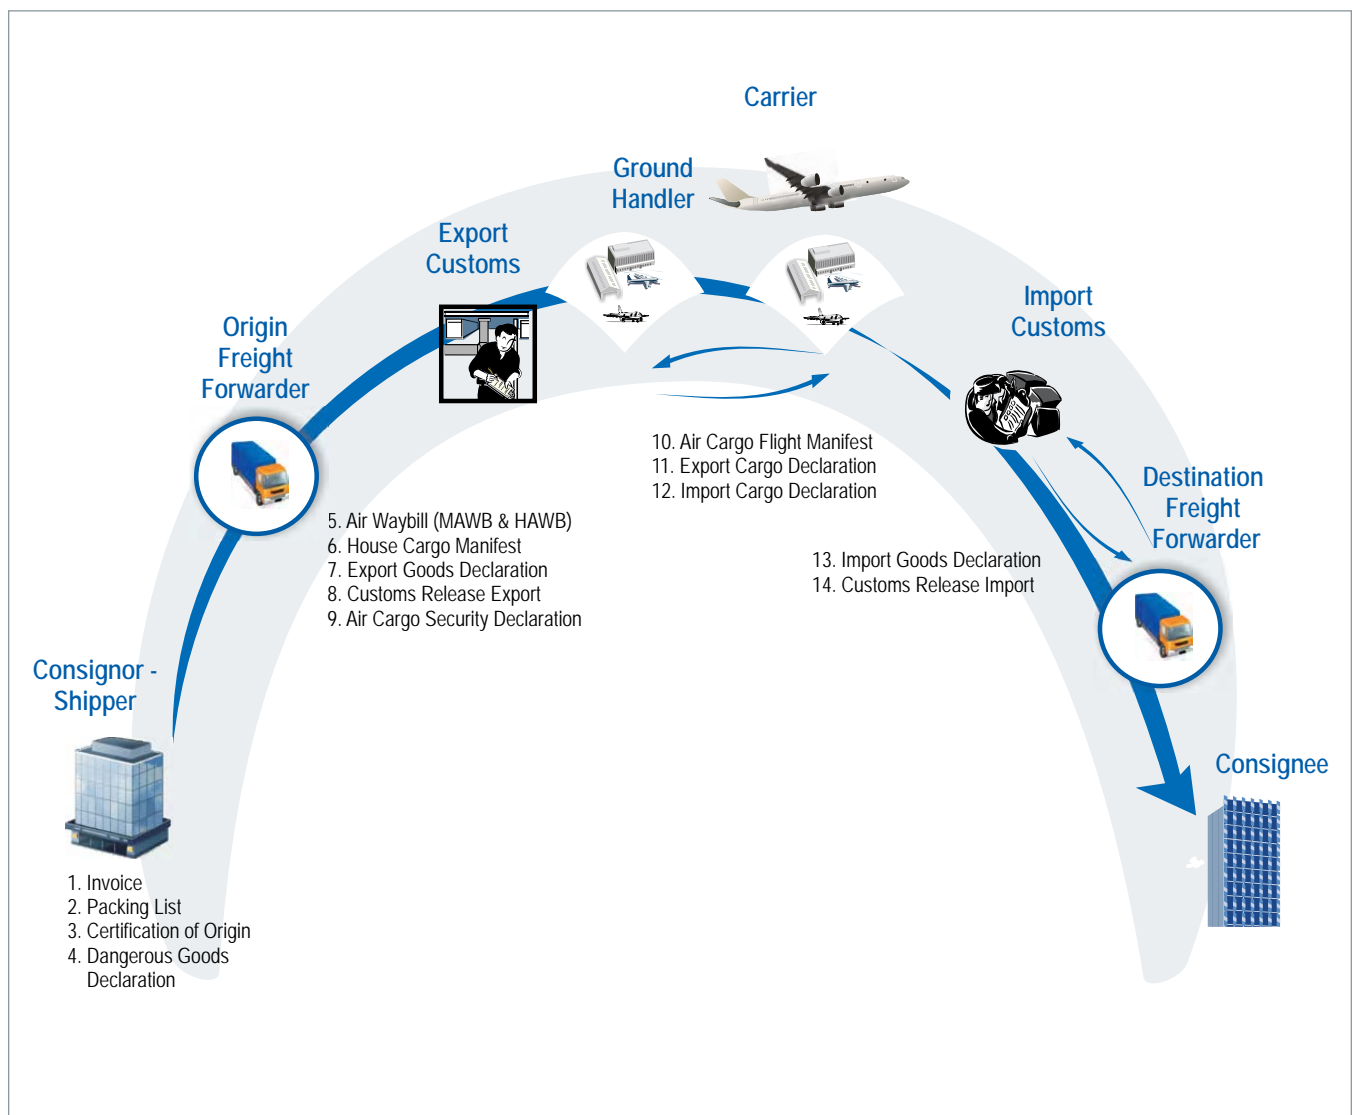 Carrier
Ground
Handler
Export
Customs
Import
Customs
Origin
Freight
Forwarder
10. Air Cargo Flight Manifest
11. Export Cargo Declaration
12. Import Cargo Declaration
Destination
Freight
Forwarder
5. Air Waybill (MAWB & HAWB)
6. House Cargo Manifest
7. Export Goods Declaration
8. Customs Release Export
9. Air Cargo Security Declaration
13. Import Goods Declaration
14. Customs Release Import
Consignor -
Shipper
Consignee
1. Invoice
2. Packing List
3. Certification of Origin
4. Dangerous Goods
Declaration